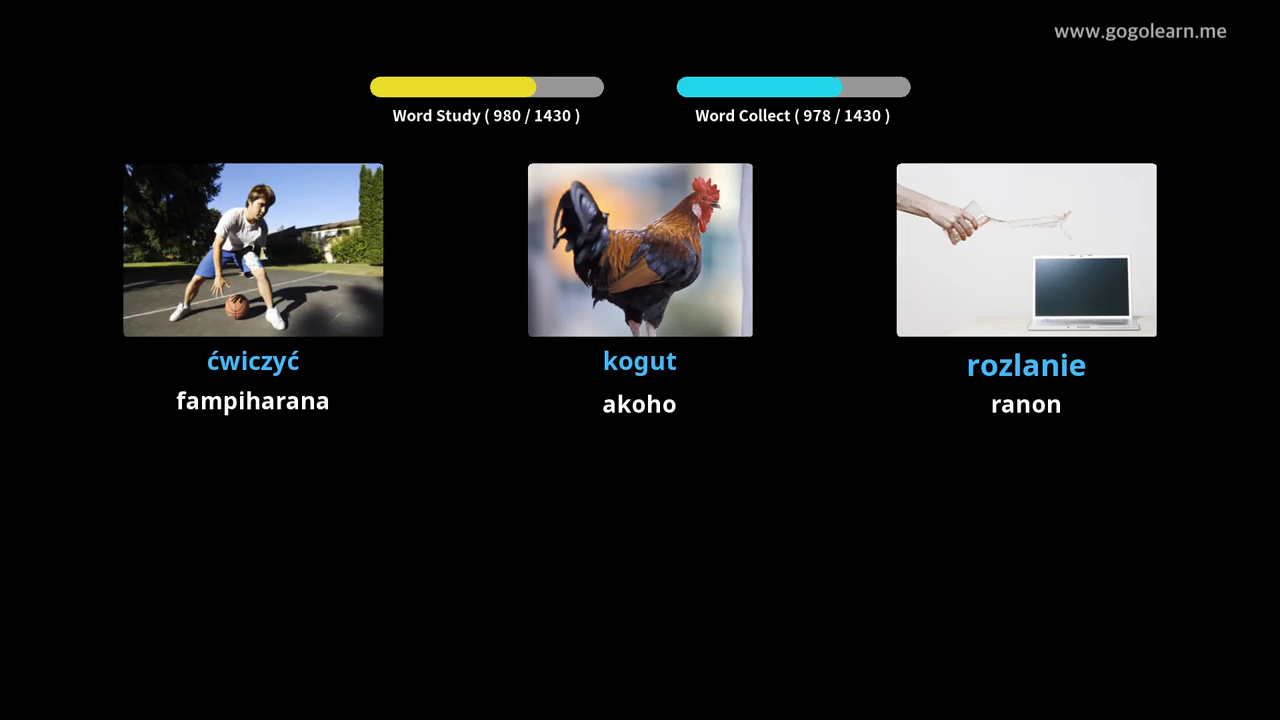 www.gogolearn.me
Word Study ( 980 / 1430 )
Word Collect ( 978 / 1430 )
ćwiczyć
fampiharana
kogut
akoho
rozlanie
ranon